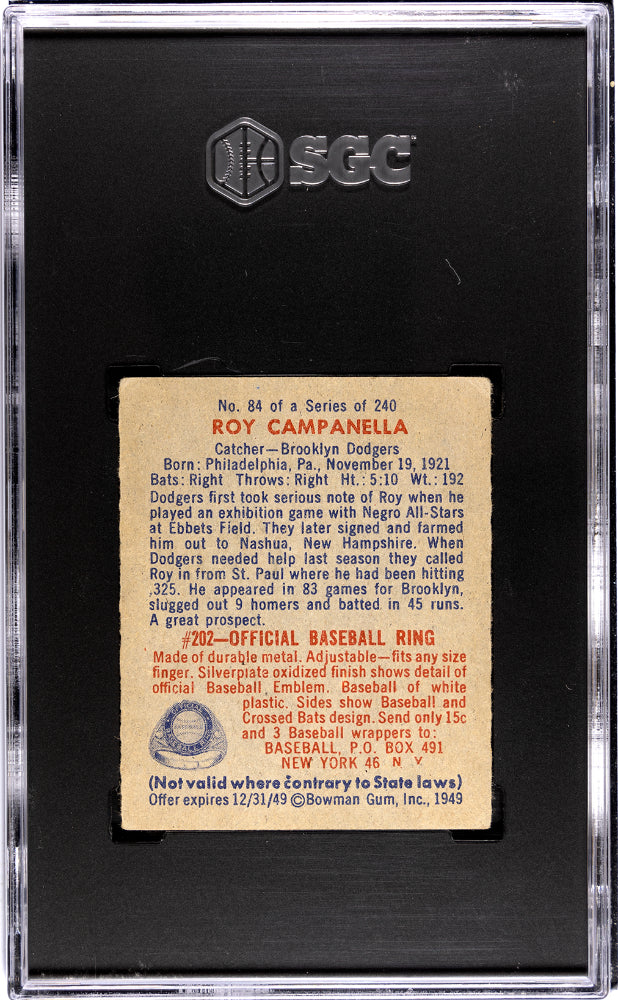 SGC
No. 84 of a Series of 240
ROY CAMPANELLA
Catcher—Brooklyn Dodgers
Born: Philadelphia, Pa., November 19, 1921
Bats: Right Throws: Right Ht.: 5:10 Wt.: 192
Dodgers first took serious note of Roy when he
played an exhibition game with Negro All-Stars
at Ebbets Field. They later signed and farmed
him out to Nashua, New Hampshire. When
Dodgers needed help last season they called
Roy in from St. Paul where he had been hitting
.325. He appeared in 83 games for Brooklyn,
slugged out 9 homers and batted in 45 runs.
A great prospect.
#202—OFFICIAL BASEBALL RING
Made of durable metal. Adjustable—fits any size
finger. Silverplate oxidized finish shows detail of
official Baseball Emblem. Baseball of white
plastic. Sides show Baseball and
Crossed Bats design. Send only 15c
and 3 Baseball wrappers to:
BASEBALL, P.O. BOX 491
NEW YORK 46 N Y
(Not valid where contrary to State laws)
Offer expires 12/31/49 ©Bowman Gum, Inc., 1949